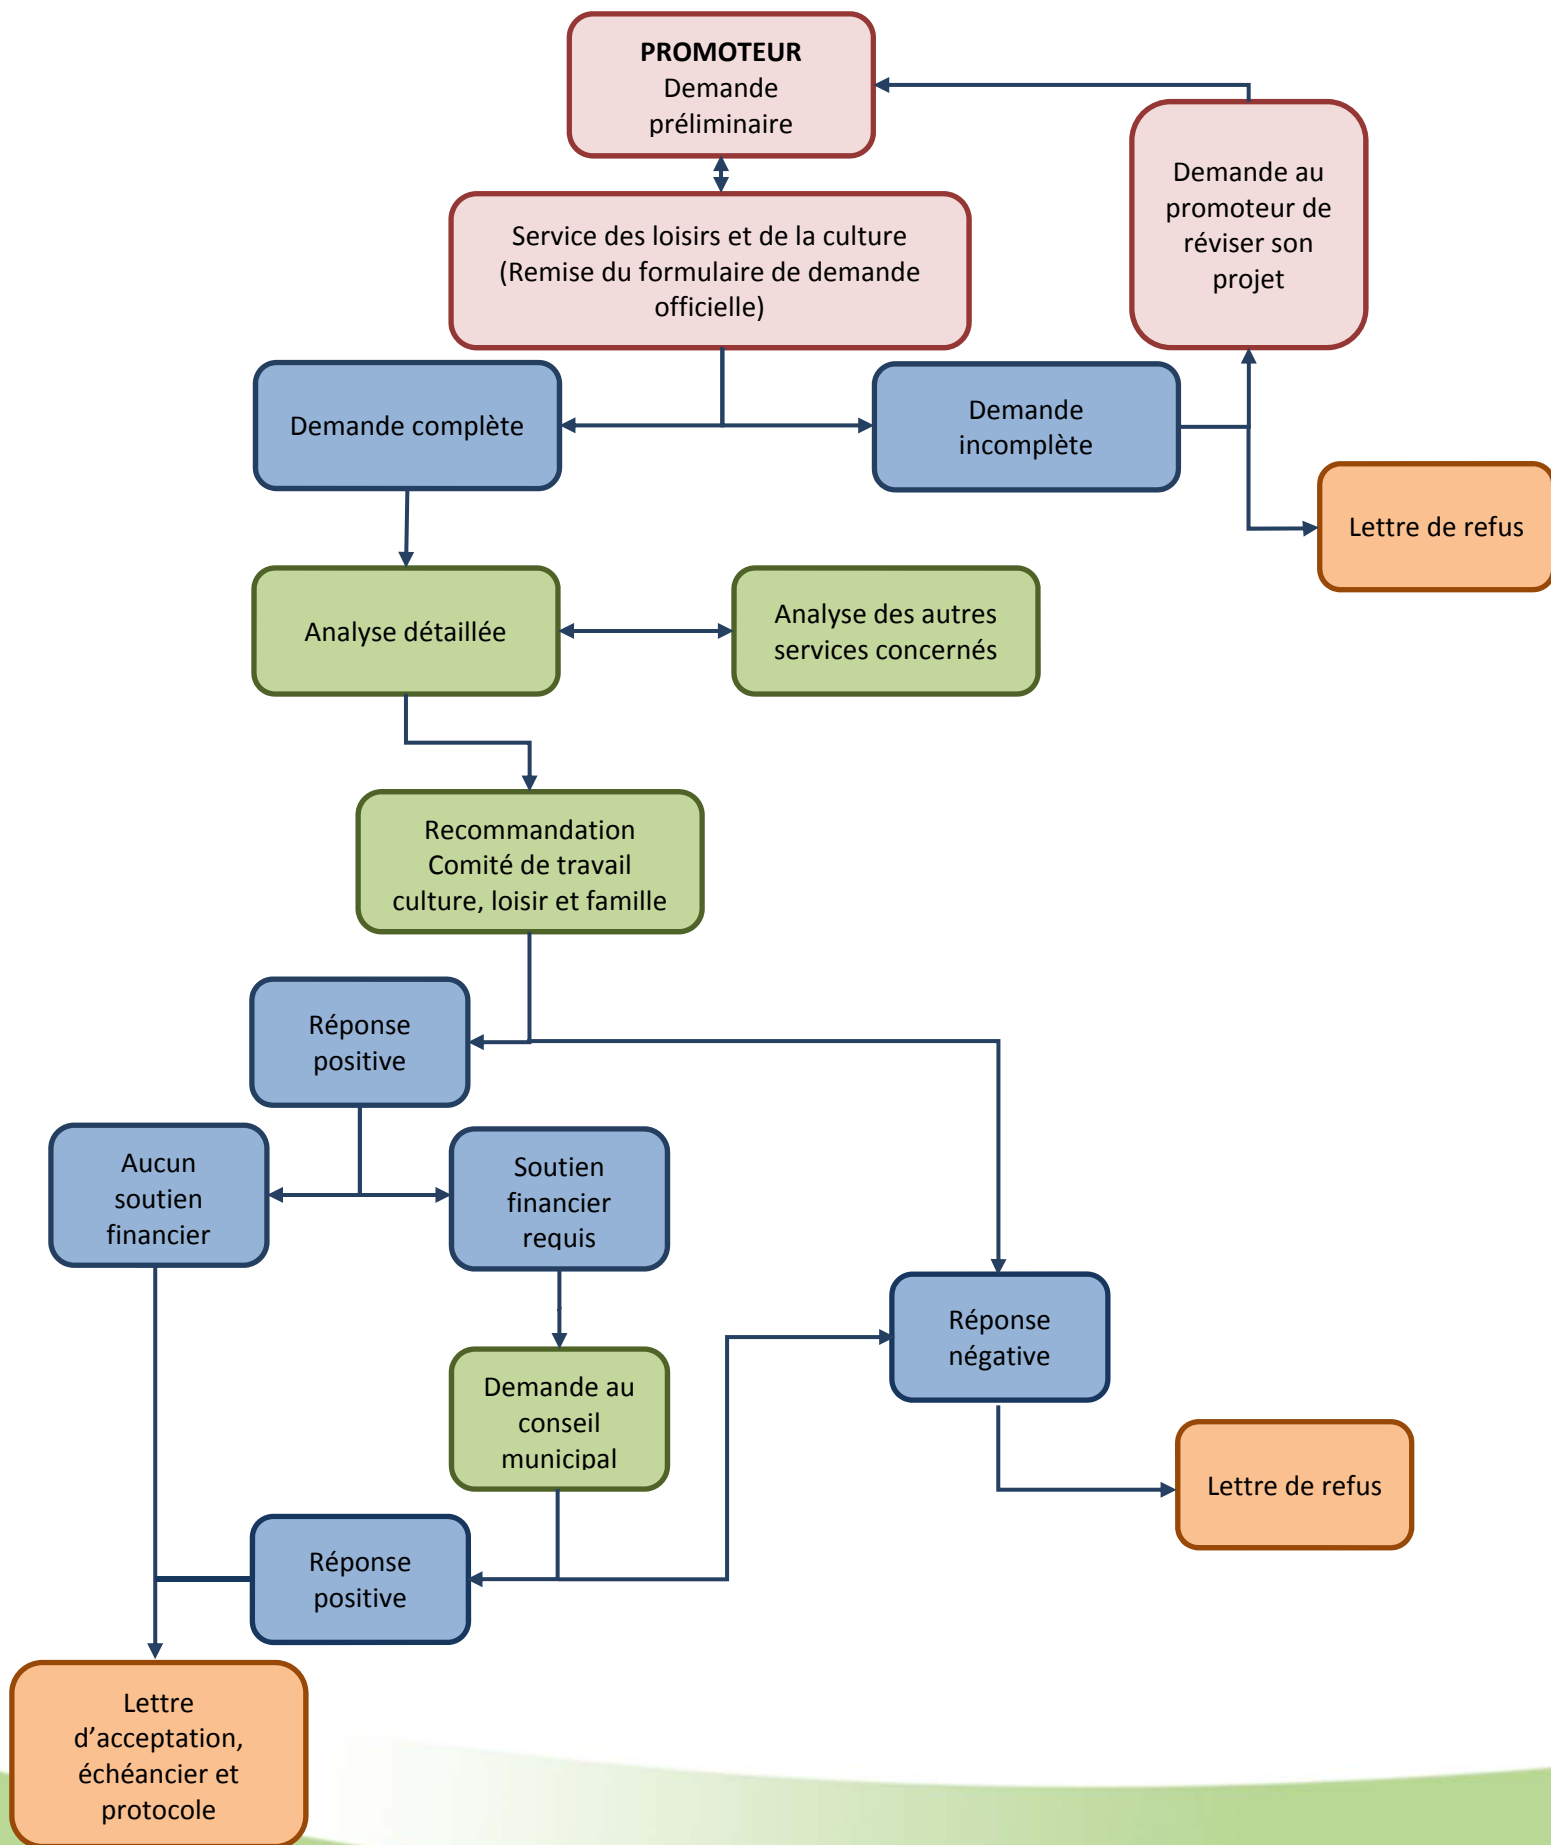 PROMOTEUR
Demande
préliminaire
Demande au
promoteur de
réviser son
projet
Service des loisirs et de la culture
(Remise du formulaire de demande
officielle)
Demande complète
Demande
incomplète
Lettre de refus
Analyse détaillée
Analyse des autres
services concernés
Recommandation
Comité de travail
culture, loisir et famille
Réponse
positive
Aucun
soutien
financier
Soutien
financier
requis
Réponse
négative
Demande au
conseil
municipal
Lettre de refus
Réponse
positive
Lettre
d’acceptation,
échéancier et
protocole